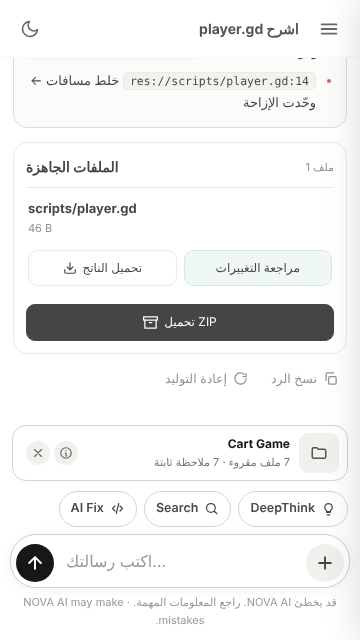 اشرح player.gd
res://scripts/player.gd:14 خلط مسافات ←
وحّدت الإزاحة
الملفات الجاهزة
1 ملف
scripts/player.gd
46 B
تحميل الناتج
مراجعة التغييرات
تحميل ZIP
نسخ الرد
إعادة التوليد
Cart Game
7 ملف مقروء · 7 ملاحظة ثابتة
DeepThink
Search
AI Fix
اكتب رسالتك...
قد يخطئ NOVA AI. راجع المعلومات المهمة. · NOVA AI may make
mistakes.